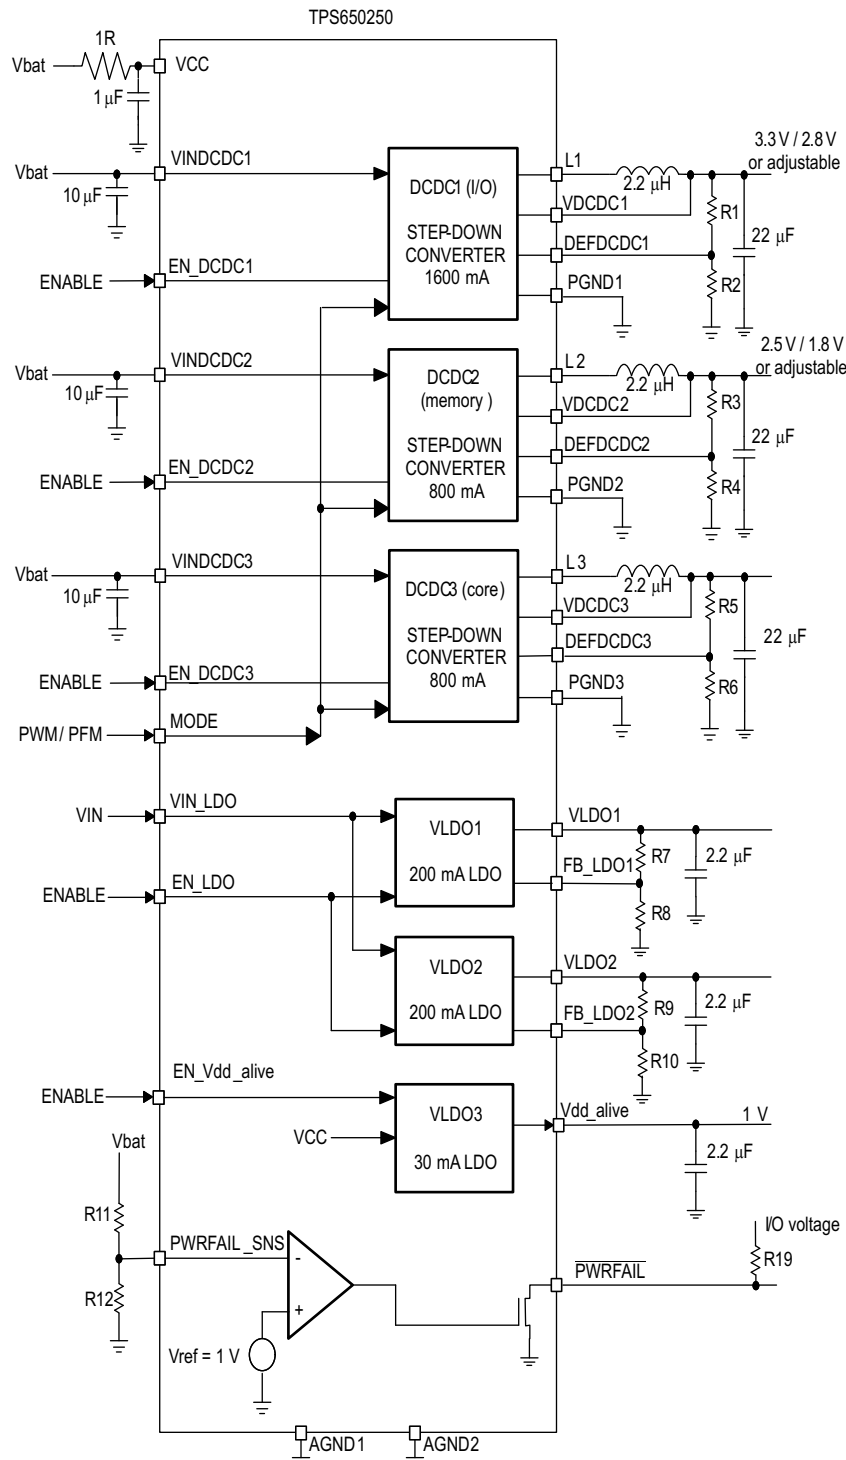 TPS650250
1R
Vbat
VCC
1 μF
Vbat
VINDCDC1
10 μF
ENABLE
EN_DCDC1
DCDC1 (I/O)
STEP-DOWN
CONVERTER
1600 mA
L1
2.2 μH
3.3 V / 2.8 V
or adjustable
VDCDC1
R1
DEFDCDC1
22 μF
R2
PGND1
Vbat
VINDCDC2
10 μF
ENABLE
EN_DCDC2
DCDC2
(memory )
STEP-DOWN
CONVERTER
800 mA
L2
2.2 μH
2.5 V / 1.8 V
or adjustable
VDCDC2
R3
DEFDCDC2
22 μF
R4
PGND2
Vbat
VINDCDC3
10 μF
ENABLE
EN_DCDC3
DCDC3 (core)
STEP-DOWN
CONVERTER
800 mA
L3
2.2 μH
VDCDC3
R5
DEFDCDC3
22 μF
R6
PGND3
PWM/ PFM
MODE
VIN
VIN_LDO
ENABLE
EN_LDO
VLDO1
200 mA LDO
VLDO1
R7
2.2 μF
FB_LDO1
R8
VLDO2
200 mA LDO
VLDO2
R9
2.2 μF
FB_LDO2
R10
ENABLE
EN_Vdd_alive
VCC
VLDO3
30 mA LDO
Vdd_alive
1 V
2.2 μF
Vbat
R11
PWRFAIL_SNS
R12
-
+
Vref = 1 V
PWRFAIL
I/O voltage
R19
AGND1
AGND2